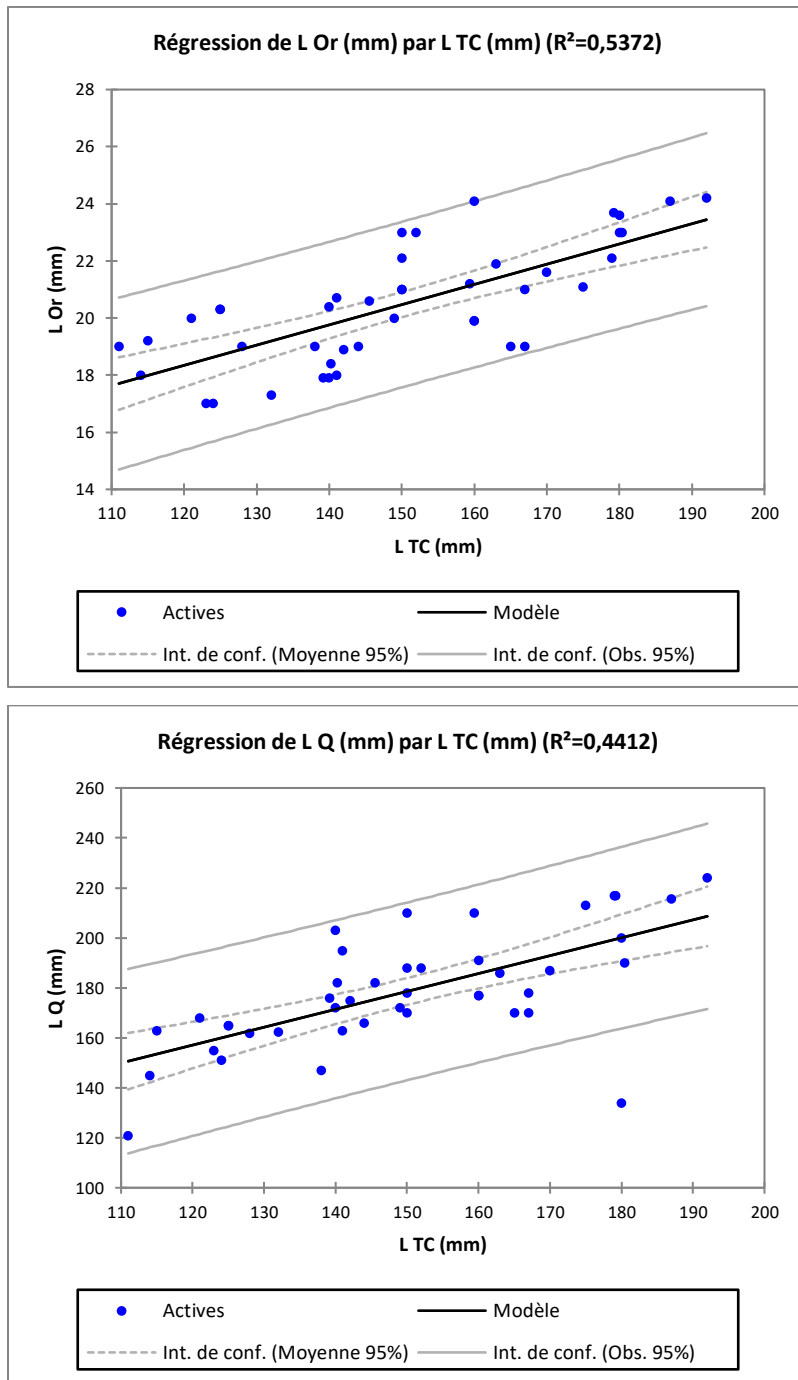 Régression de L Or (mm) par L TC (mm) (R²=0,5372)
28
26
24
22
20
18
16
14
L Or (mm)
110 120 130 140 150 160 170 180 190 200
L TC (mm)
Actives Modèle
Int. de conf. (Moyenne 95%) Int. de conf. (Obs. 95%)
Régression de L Q (mm) par L TC (mm) (R²=0,4412)
260
240
220
200
180
160
140
120
100
L Q (mm)
110 120 130 140 150 160 170 180 190 200
L TC (mm)
Actives Modèle
Int. de conf. (Moyenne 95%) Int. de conf. (Obs. 95%)